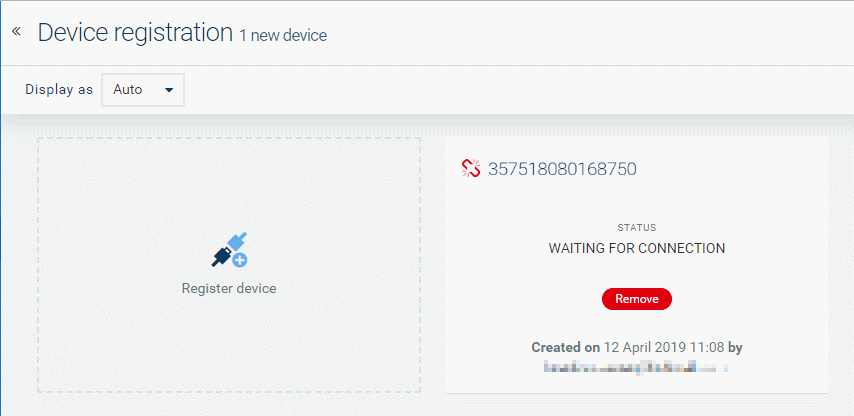 Device registration 1 new device
Display as Auto
Register device
357518080168750
STATUS
WAITING FOR CONNECTION
Remove
Created on 12 April 2019 11:08 by